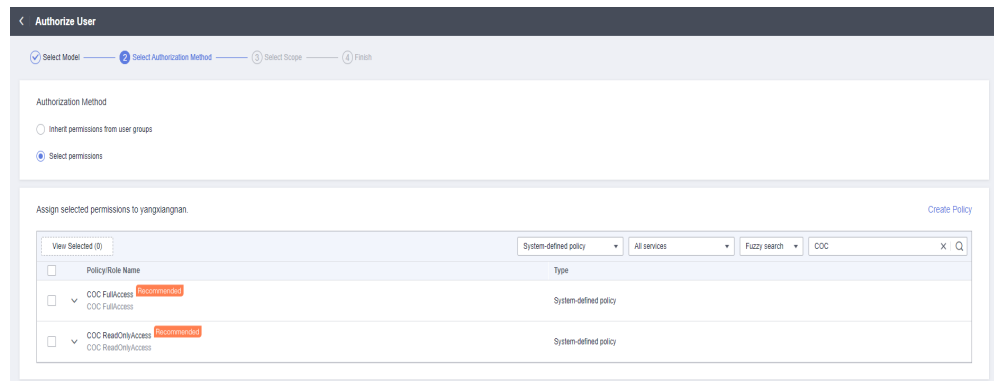 Authorize User
Select Model 2 Select Authorization Method 3 Select Scope 4 Finish
Authorization Method
Inherit permissions from user groups
Select permissions
Assign selected permissions to yangxiangnan. Create Policy
View Selected (0) System-defined policy All services Fuzzy search COC
Policy/Role Name Type
COC FullAccess Recommended System-defined policy
COC FullAccess
COC ReadOnlyAccess Recommended System-defined policy
COC ReadOnlyAccess